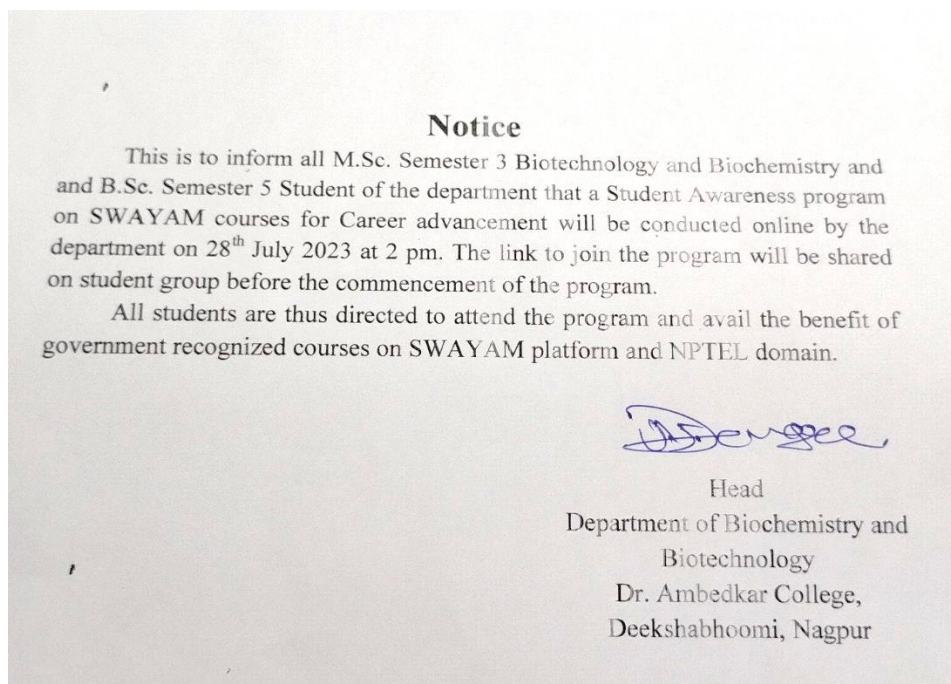 Notice
This is to inform all M.Sc. Semester 3 Biotechnology and Biochemistry and
and B.Sc. Semester 5 Student of the department that a Student Awareness program
on SWAYAM courses for Career advancement will be conducted online by the
department on 28th July 2023 at 2 pm. The link to join the program will be shared
on student group before the commencement of the program.
All students are thus directed to attend the program and avail the benefit of
government recognized courses on SWAYAM platform and NPTEL domain.
Head
Department of Biochemistry and
Biotechnology
Dr. Ambedkar College,
Deekshabhoomi, Nagpur